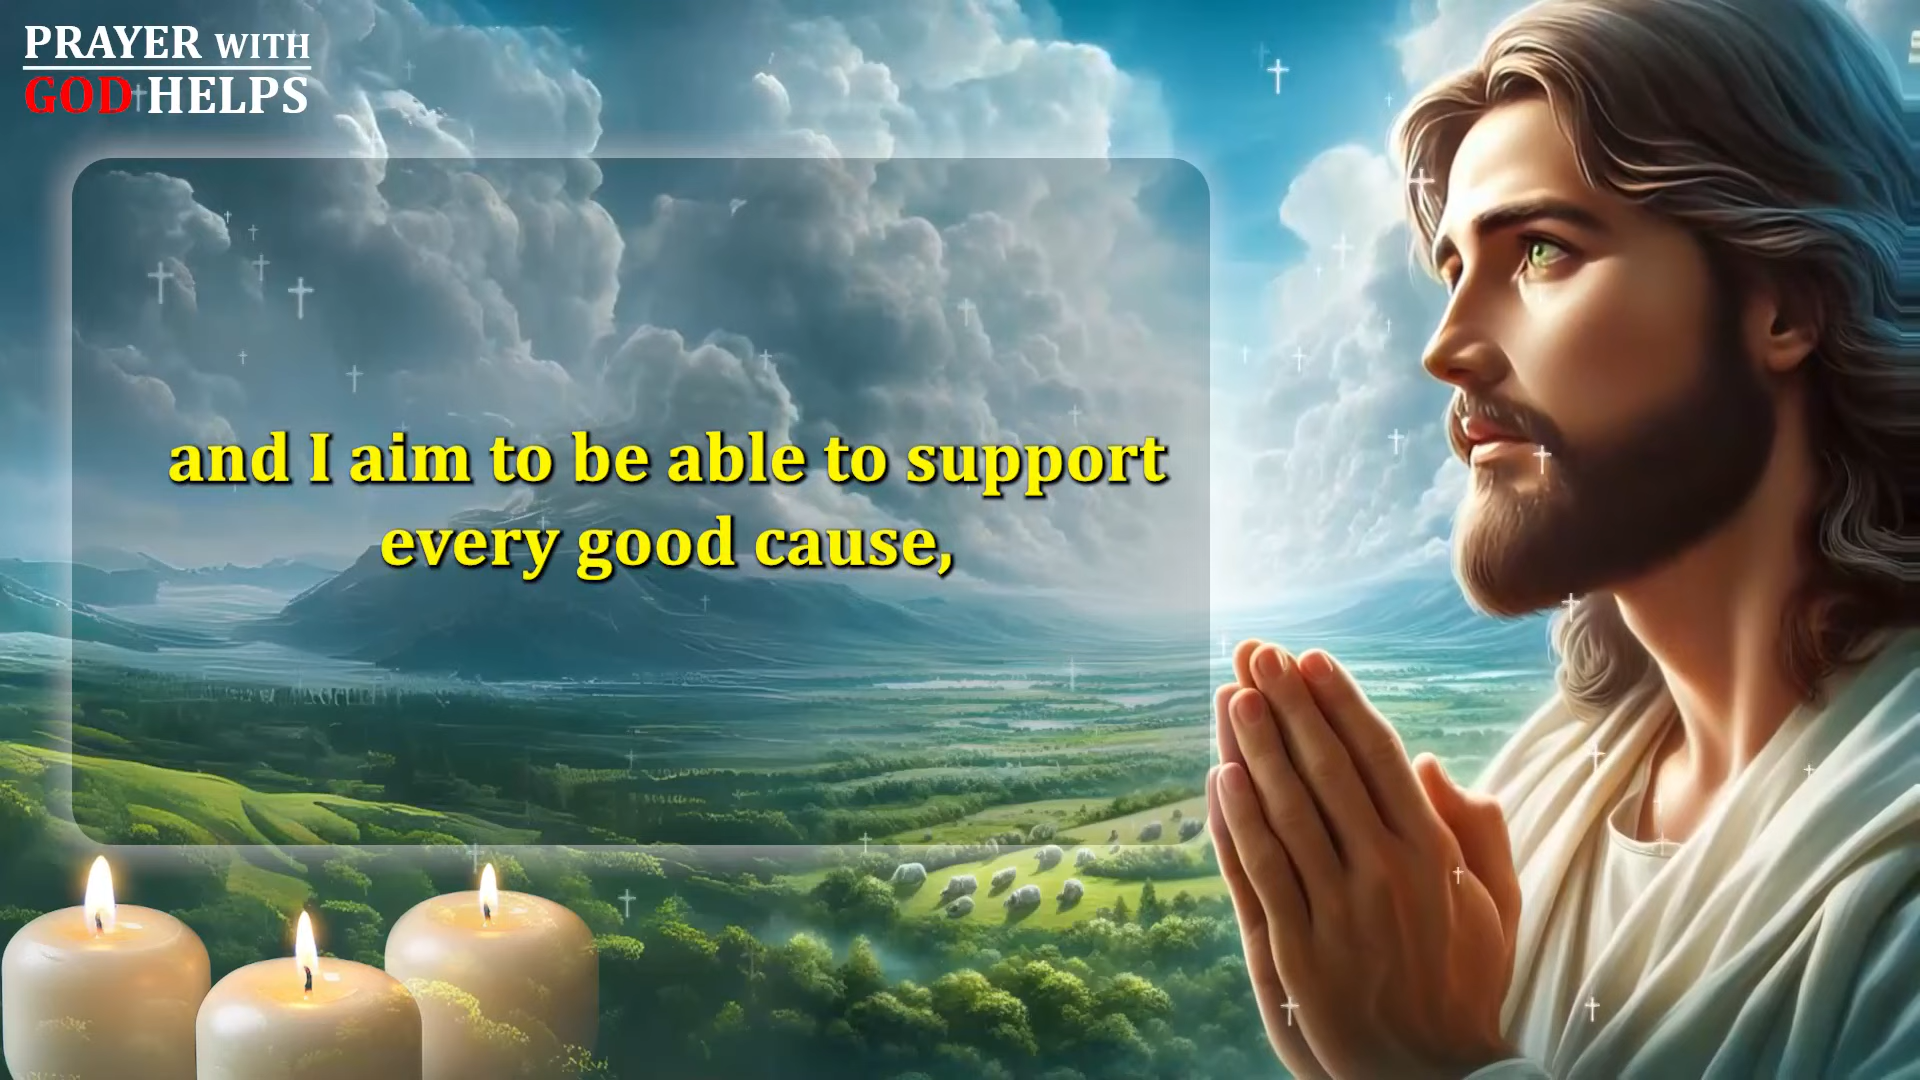 PRAYER WITH
GOD HELPS
and I aim to be able to support
every good cause,